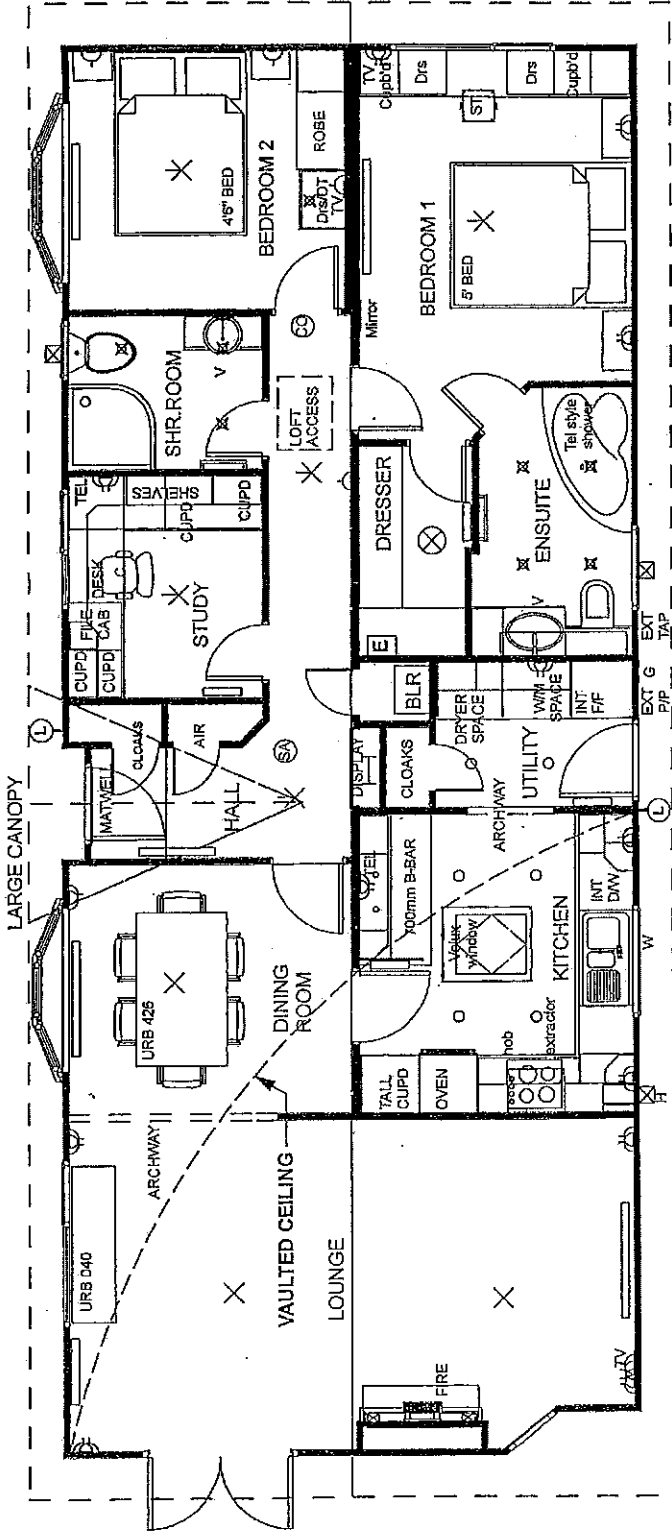 LARGE CANOPY
L
MATWELL
CLOAKS
AIR
HALL
SA
CUPD
CUPD
FILE
CAB
DESK
TEL
SHELVES
CUPD
CUPD
STUDY
SHR.ROOM
V
CO
LOFT
ACCESS
4'6" BED
BEDROOM 2
Drs/DT
TV
ROBE
TV
Cupb'd
Drs
Drs
Cupb'd
ST
Mirror
BEDROOM 1
5' BED
DRESSER
E
ENSUITE
Tel style
shower
V
EXT
TAP
EXT G
P/P
BLR
DISPLAY
CLOAKS
DRYER
SPACE
W/M
SPACE
INT
F/F
UTILITY
L
ARCHWAY
TEL
700mm B-BAR
Velux
window
KITCHEN
INT
D/W
W
hob
extractor
H
TALL
CUPD
OVEN
URB 426
DINING
ROOM
ARCHWAY
URB 040
VAULTED CEILING
LOUNGE
FIRE
TV